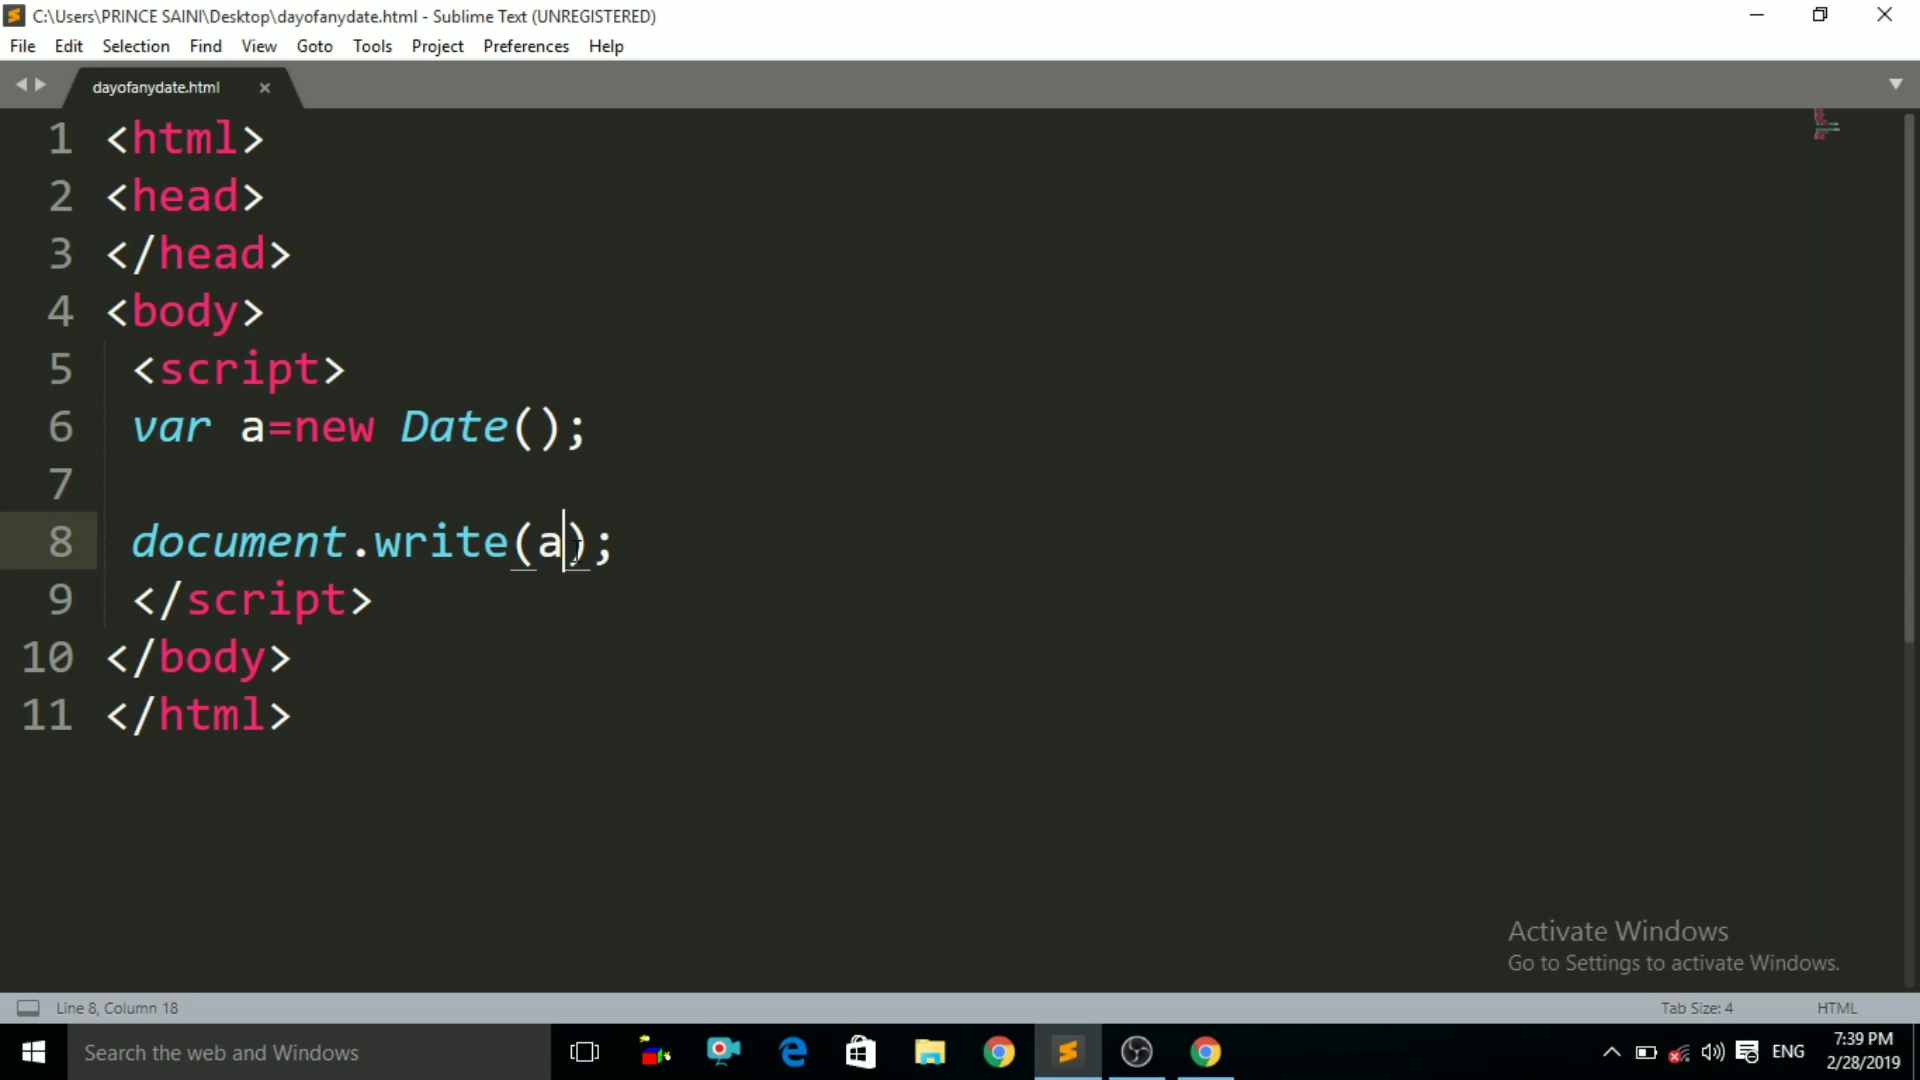 C:\Users\PRINCE SAINI\Desktop\dayofanydate.html - Sublime Text (UNREGISTERED)
File Edit Selection Find View Goto Tools Project Preferences Help
dayofanydate.html
1 <html>
2 <head>
3 </head>
4 <body>
5 <script>
6 var a=new Date();
7
8 document.write(a);
9 </script>
10 </body>
11 </html>
Activate Windows
Go to Settings to activate Windows.
Line 8, Column 18 Tab Size: 4 HTML
Search the web and Windows ENG 7:39 PM
2/28/2019